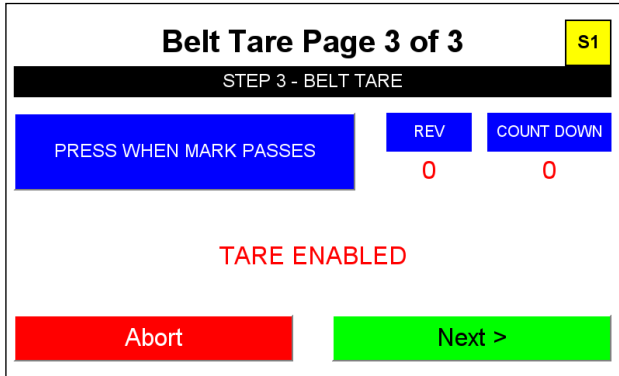 Belt Tare Page 3 of 3
S1
STEP 3 - BELT TARE
PRESS WHEN MARK PASSES
REV
COUNT DOWN
0
0
TARE ENABLED
Abort
Next >